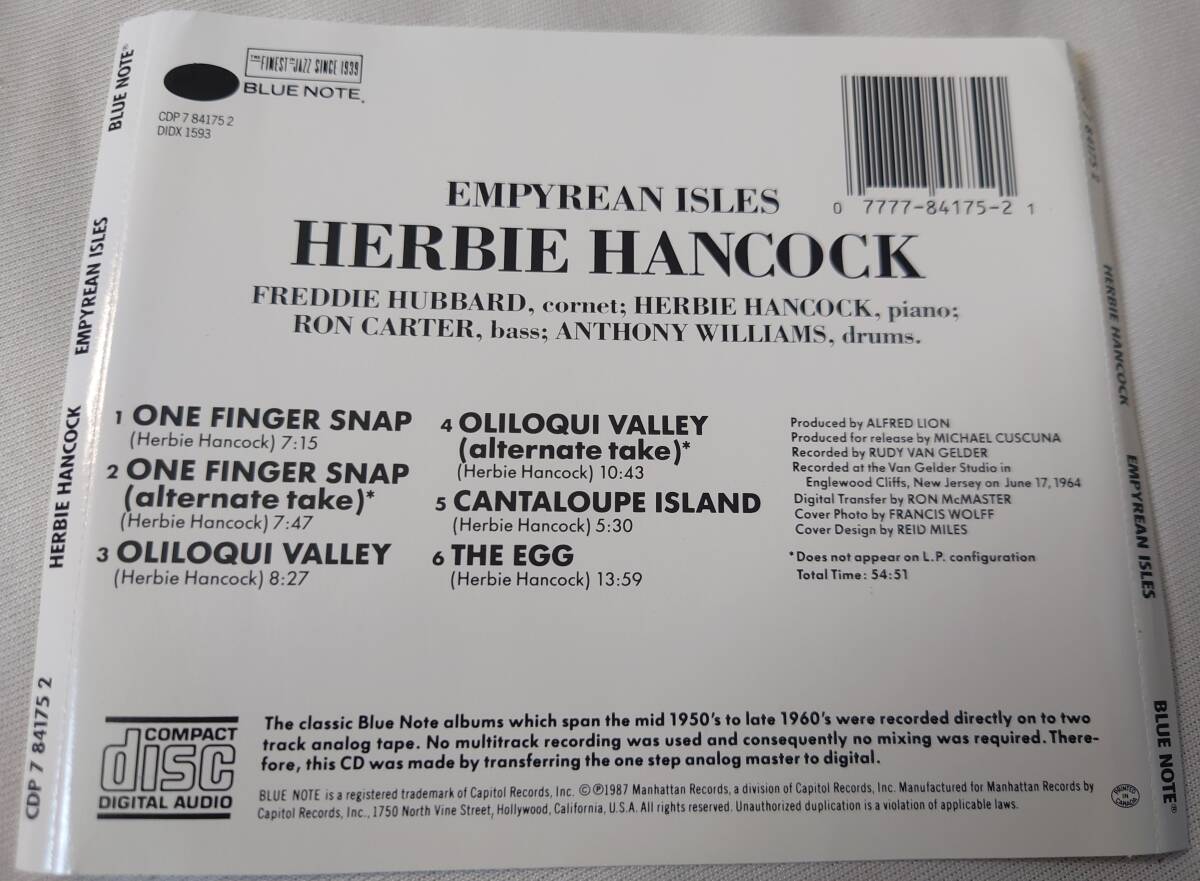 BLUE NOTE®
EMPYREAN ISLES
HERBIE HANCOCK
CDP 7 84175 2
THE FINEST IN JAZZ SINCE 1939
BLUE NOTE.
CDP 7 84175 2
DIDX 1593
0 7777-84175-2 1
EMPYREAN ISLES
HERBIE HANCOCK
FREDDIE HUBBARD, cornet; HERBIE HANCOCK, piano;
RON CARTER, bass; ANTHONY WILLIAMS, drums.
1 ONE FINGER SNAP
(Herbie Hancock) 7:15
2 ONE FINGER SNAP
(alternate take)*
(Herbie Hancock) 7:47
3 OLILOQUI VALLEY
(Herbie Hancock) 8:27
4 OLILOQUI VALLEY
(alternate take)*
(Herbie Hancock) 10:43
5 CANTALOUPE ISLAND
(Herbie Hancock) 5:30
6 THE EGG
(Herbie Hancock) 13:59
Produced by ALFRED LION
Produced for release by MICHAEL CUSCUNA
Recorded by RUDY VAN GELDER
Recorded at the Van Gelder Studio in
Englewood Cliffs, New Jersey on June 17, 1964
Digital Transfer by RON McMASTER
Cover Photo by FRANCIS WOLFF
Cover Design by REID MILES
*Does not appear on L.P. configuration
Total Time: 54:51
COMPACT
disc
DIGITAL AUDIO
The classic Blue Note albums which span the mid 1950's to late 1960's were recorded directly on to two
track analog tape. No multitrack recording was used and consequently no mixing was required. There-
fore, this CD was made by transferring the one step analog master to digital.
BLUE NOTE is a registered trademark of Capitol Records, Inc. ©℗1987 Manhattan Records, a division of Capitol Records, Inc. Manufactured for Manhattan Records by
Capitol Records, Inc., 1750 North Vine Street, Hollywood, California, U.S.A. All rights reserved. Unauthorized duplication is a violation of applicable laws.
PRINTED IN CANADA
7 84175 2
HERBIE HANCOCK
EMPYREAN ISLES
BLUE NOTE®